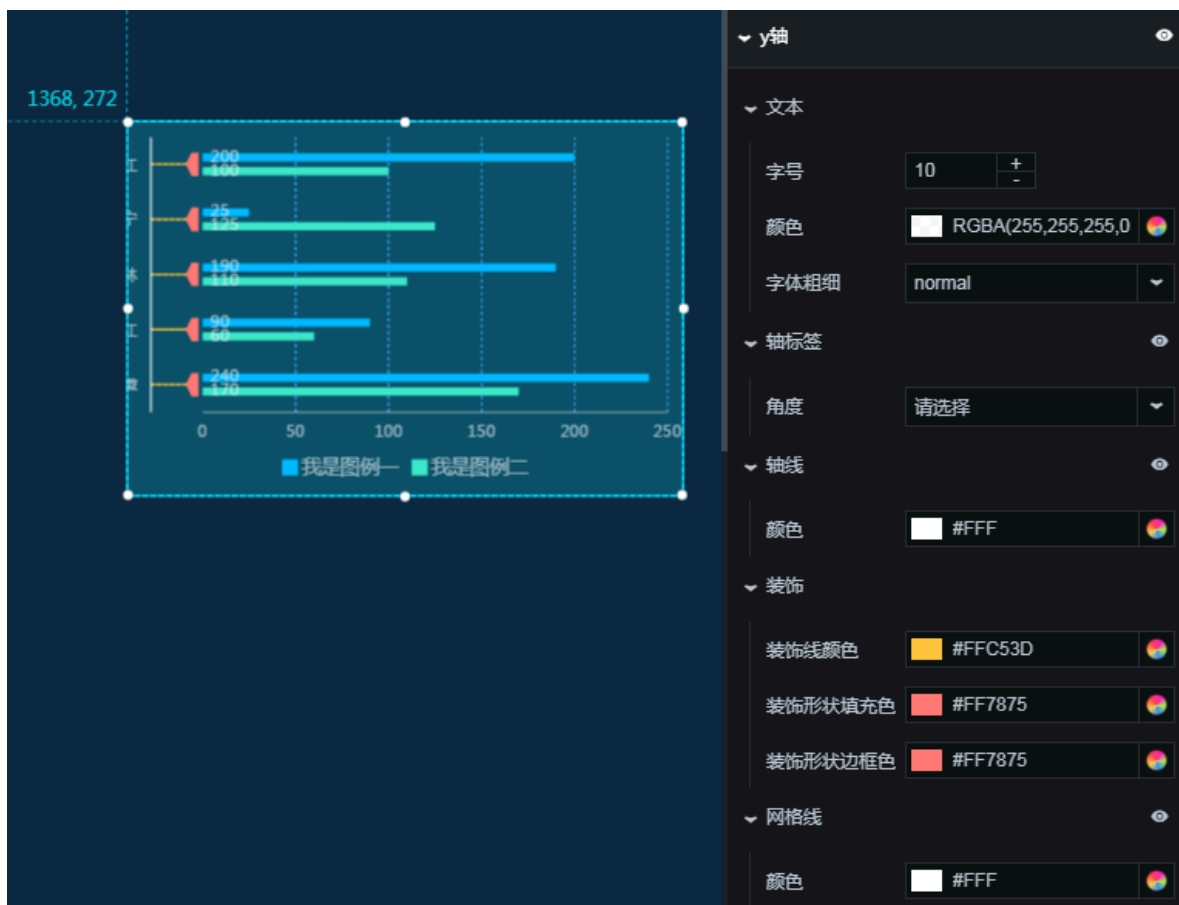 1368, 272
200
100
25
125
190
110
90
60
240
170
0 50 100 150 200 250
我是图例一 我是图例二
y轴
文本
字号 10 + -
颜色 RGBA(255,255,255,0
字体粗细 normal
轴标签
角度 请选择
轴线
颜色 #FFF
装饰
装饰线颜色 #FFC53D
装饰形状填充色 #FF7875
装饰形状边框色 #FF7875
网格线
颜色 #FFF